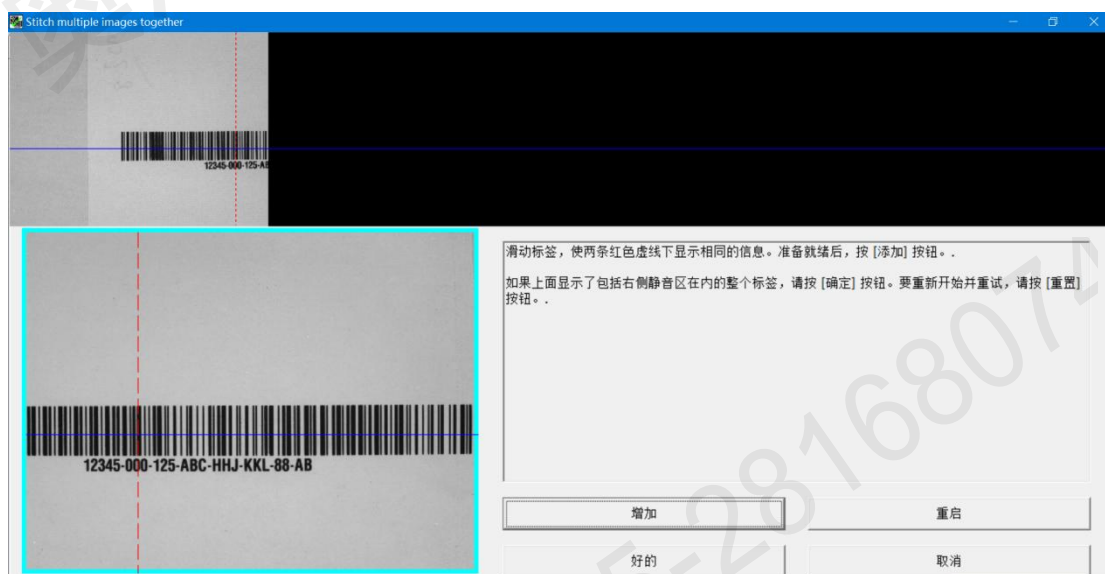 Stitch multiple images together
12345-000-125-AB
滑动标签，使两条红色虚线下显示相同的信息。准备就绪后，按 [添加] 按钮。.
如果上面显示了包括右侧静音区在内的整个标签，请按 [确定] 按钮。要重新开始并重试，请按 [重置]
按钮。.
12345-000-125-ABC-HHJ-KKL-88-AB
增加
重启
好的
取消